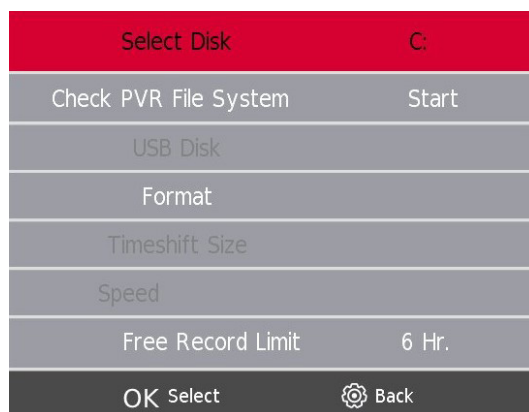 Select Disk C:
Check PVR File System Start
USB Disk
Format
Timeshift Size
Speed
Free Record Limit 6 Hr.
OK Select Back